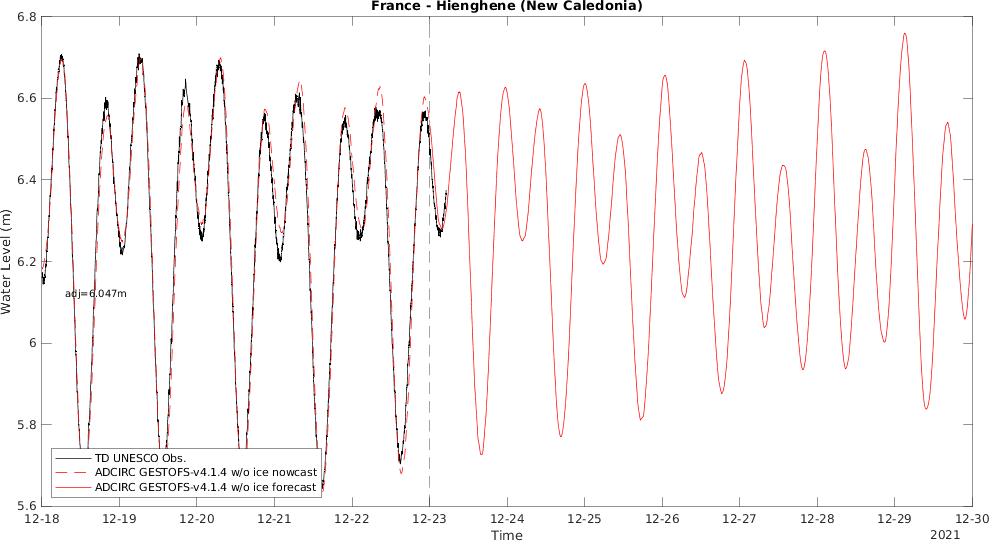 France - Hienghene (New Caledonia)
6.8
6.6
6.4
6.2
6
5.8
5.6
Water Level (m)
adj=6.047m
TD UNESCO Obs.
ADCIRC GESTOFS-v4.1.4 w/o ice nowcast
ADCIRC GESTOFS-v4.1.4 w/o ice forecast
12-18 12-19 12-20 12-21 12-22 12-23 12-24 12-25 12-26 12-27 12-28 12-29 12-30
Time
2021